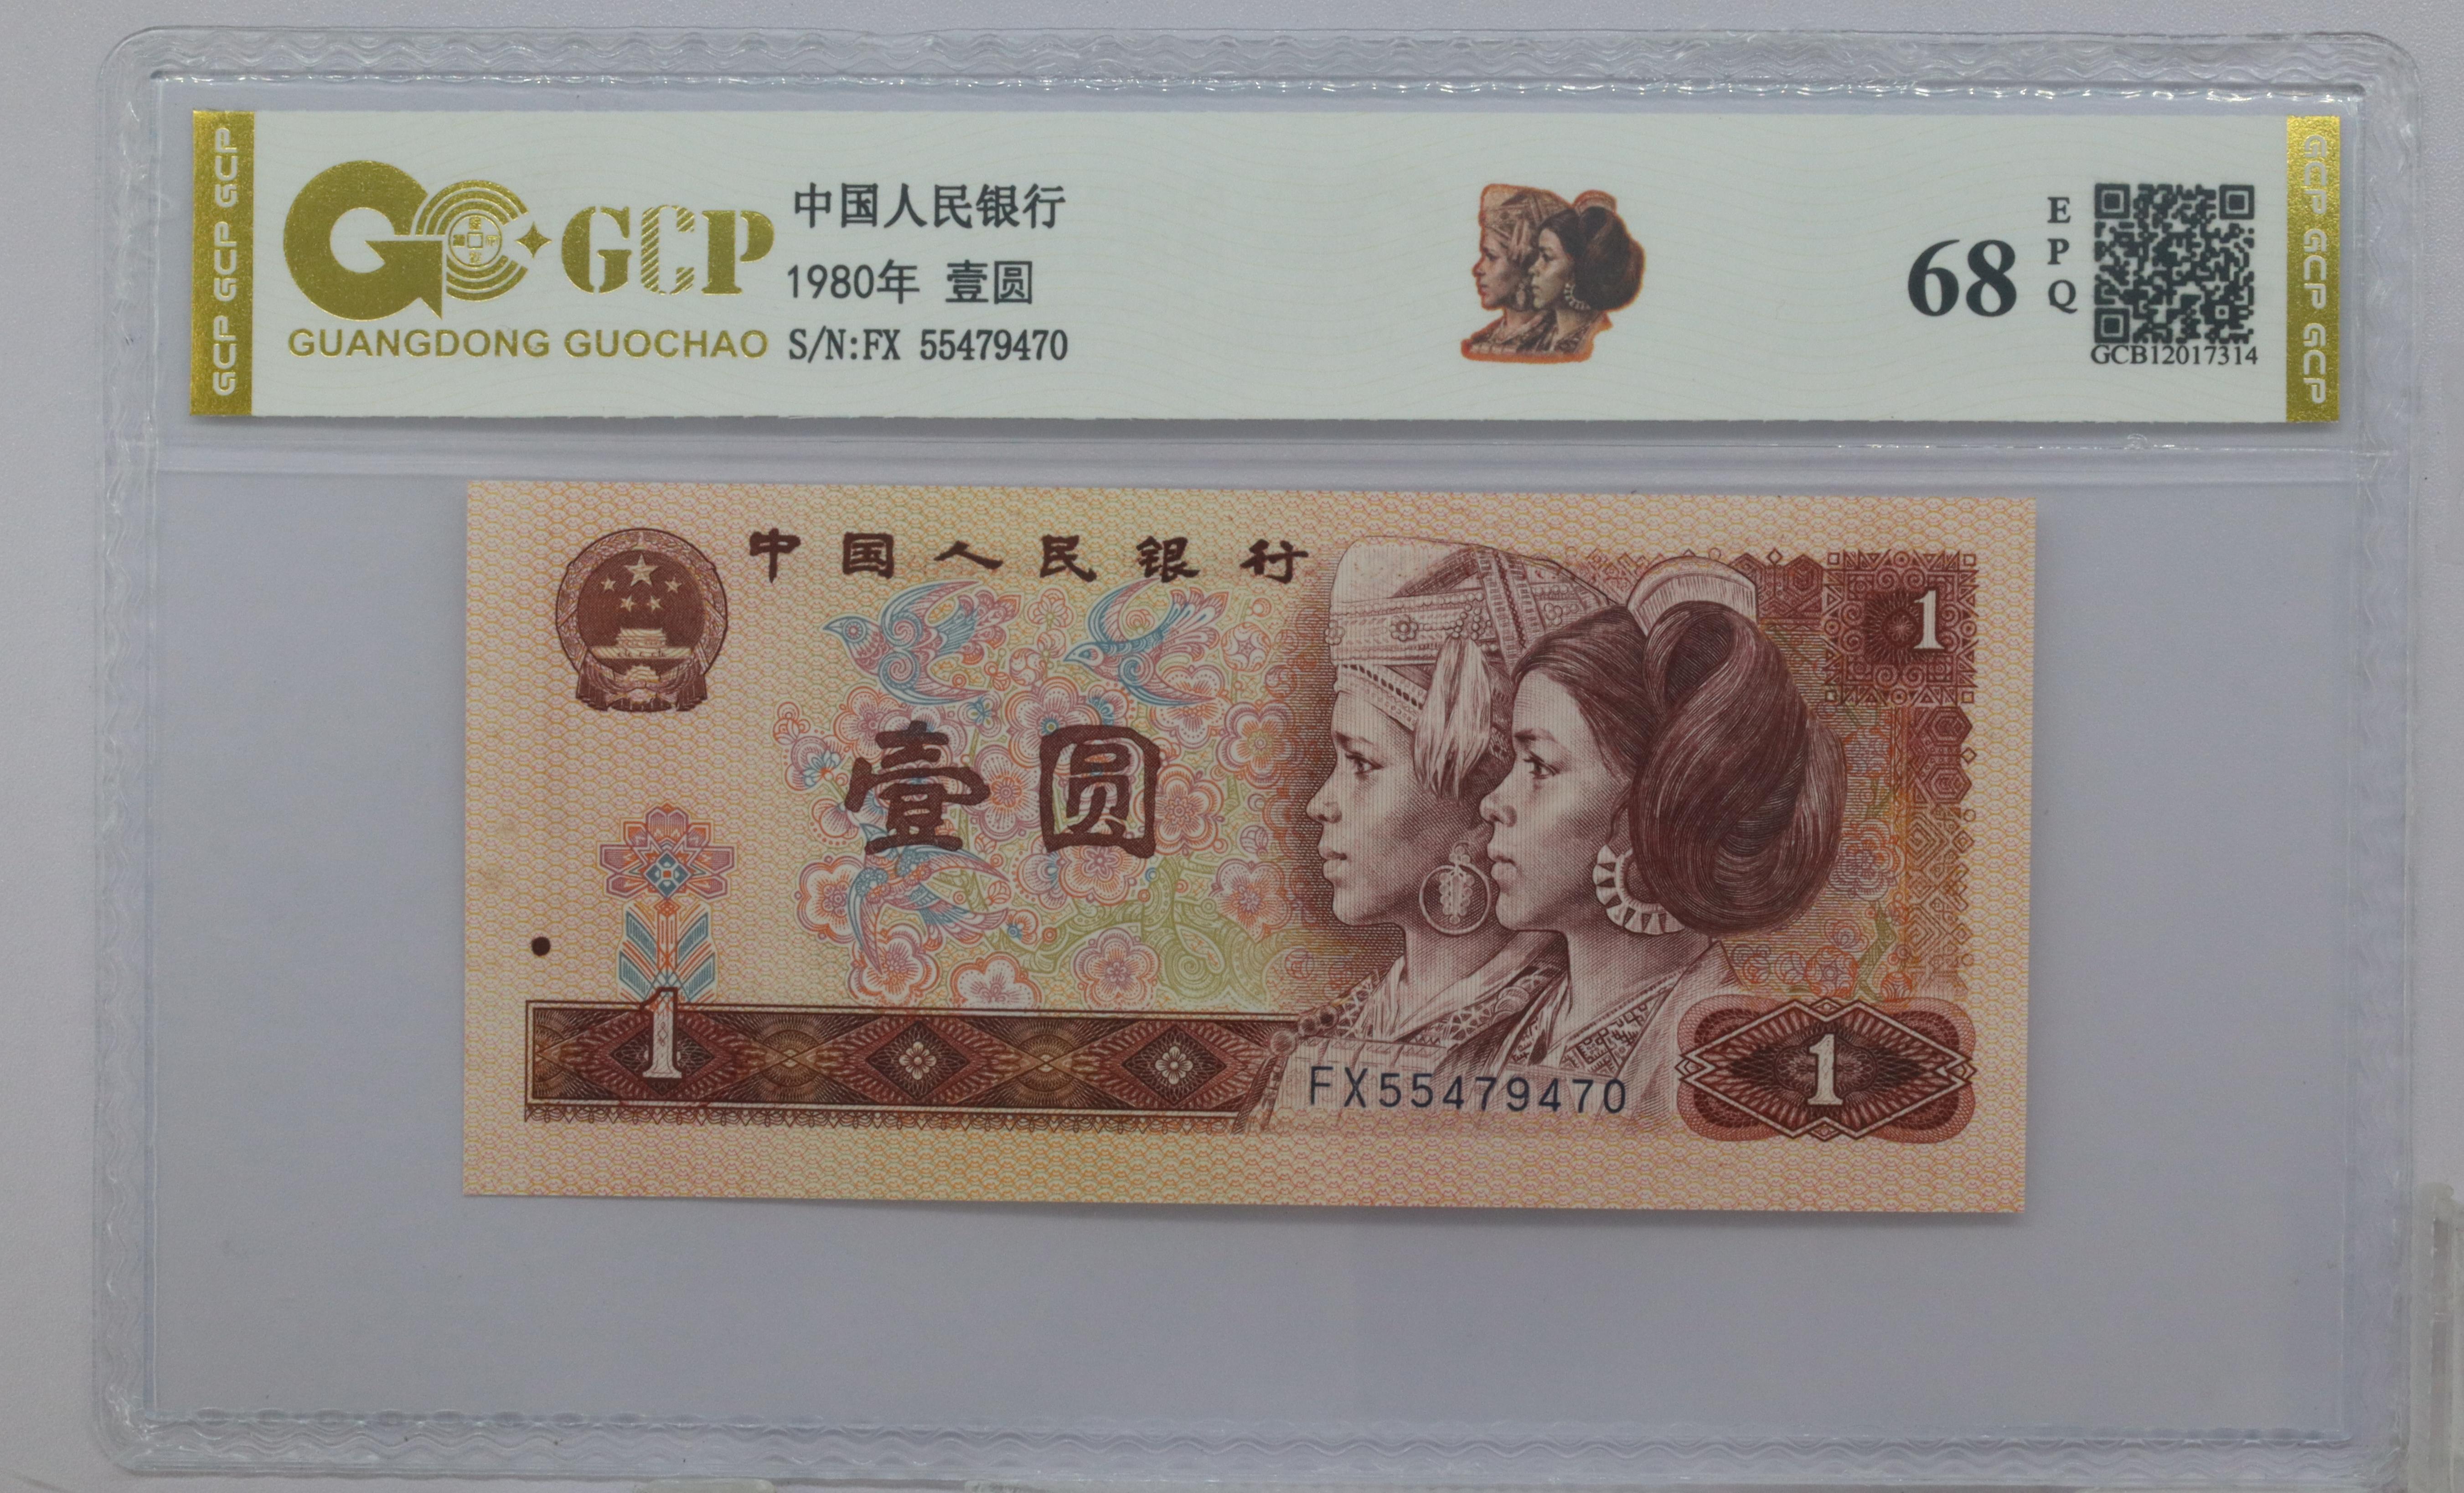 GCP GCP GCP
GCP
中国人民银行
1980年 壹圆
GUANGDONG GUOCHAO
S/N:FX 55479470
68
EPQ
GCB12017314
GCP GCP GCP
中国人民银行
1
壹圆
1
FX55479470
1